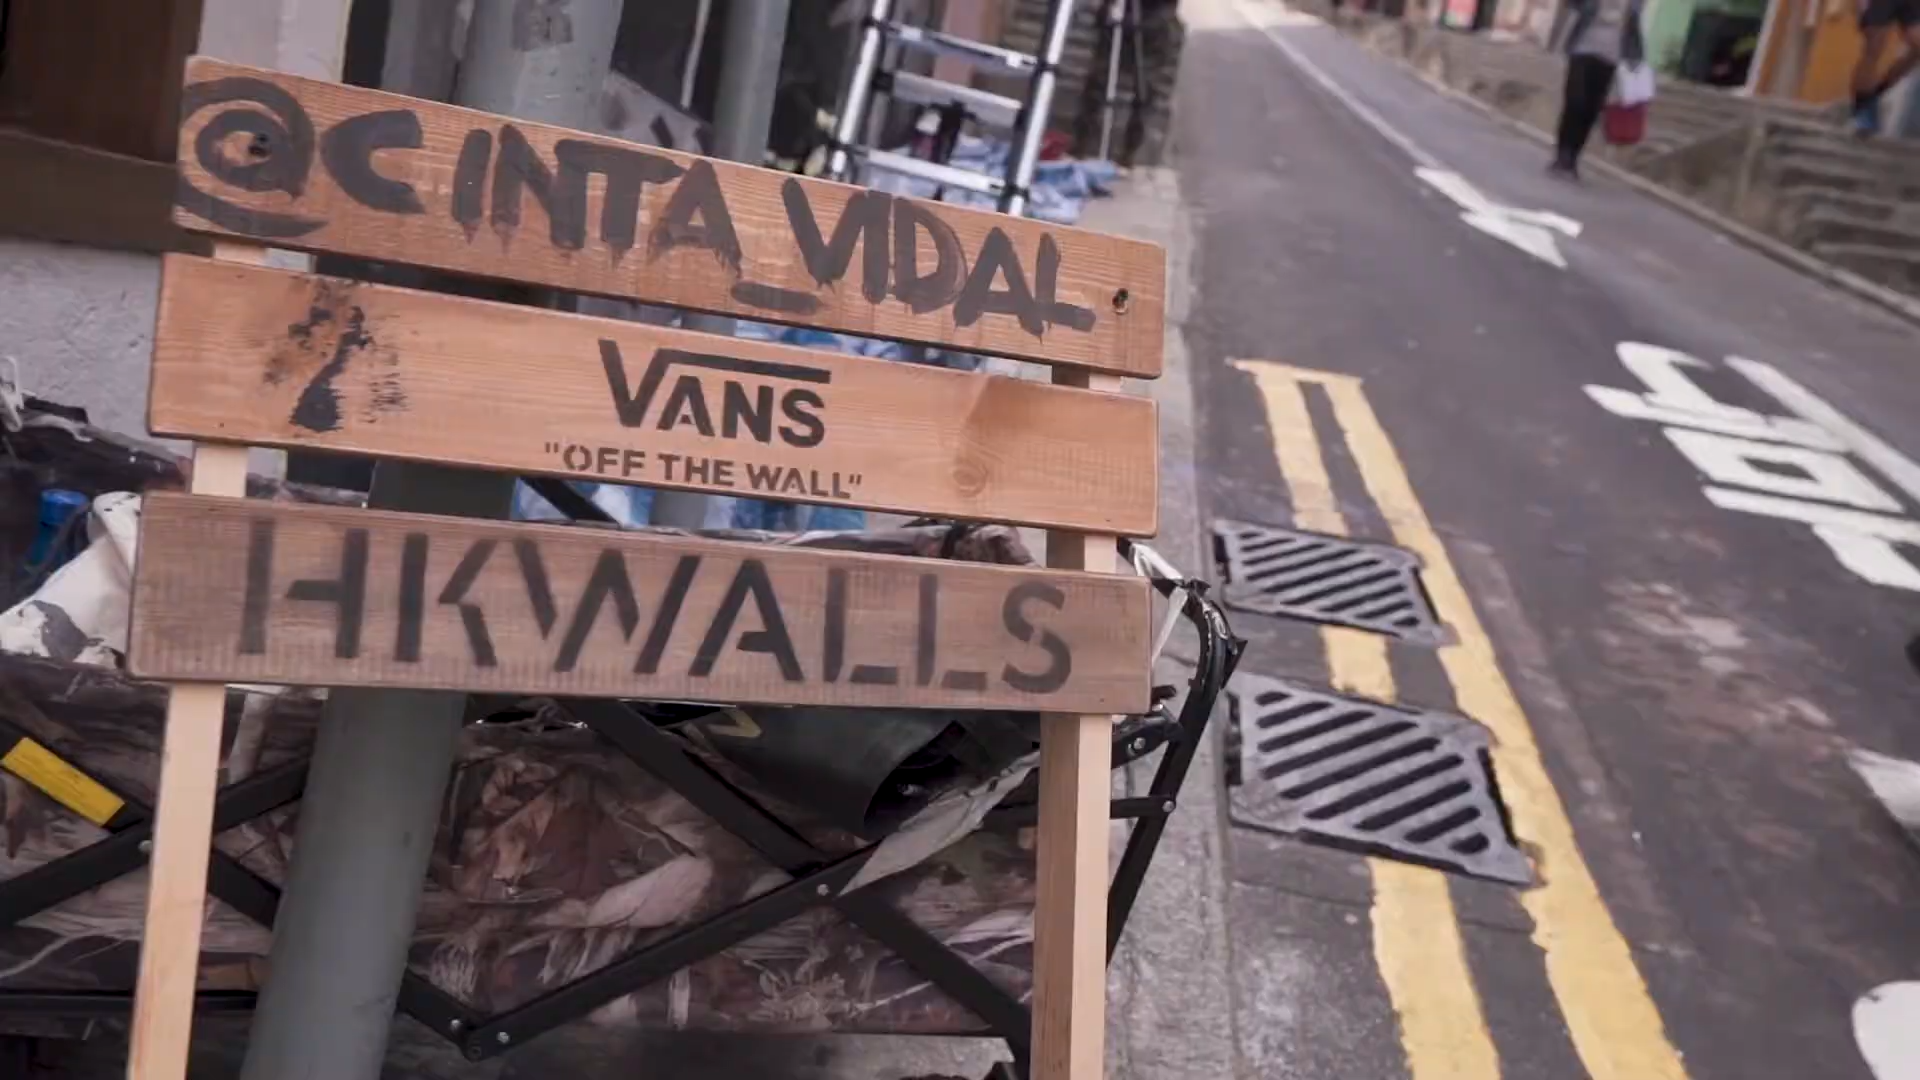 @CINTA_VIDAL
VANS
"OFF THE WALL"
HKWALLS